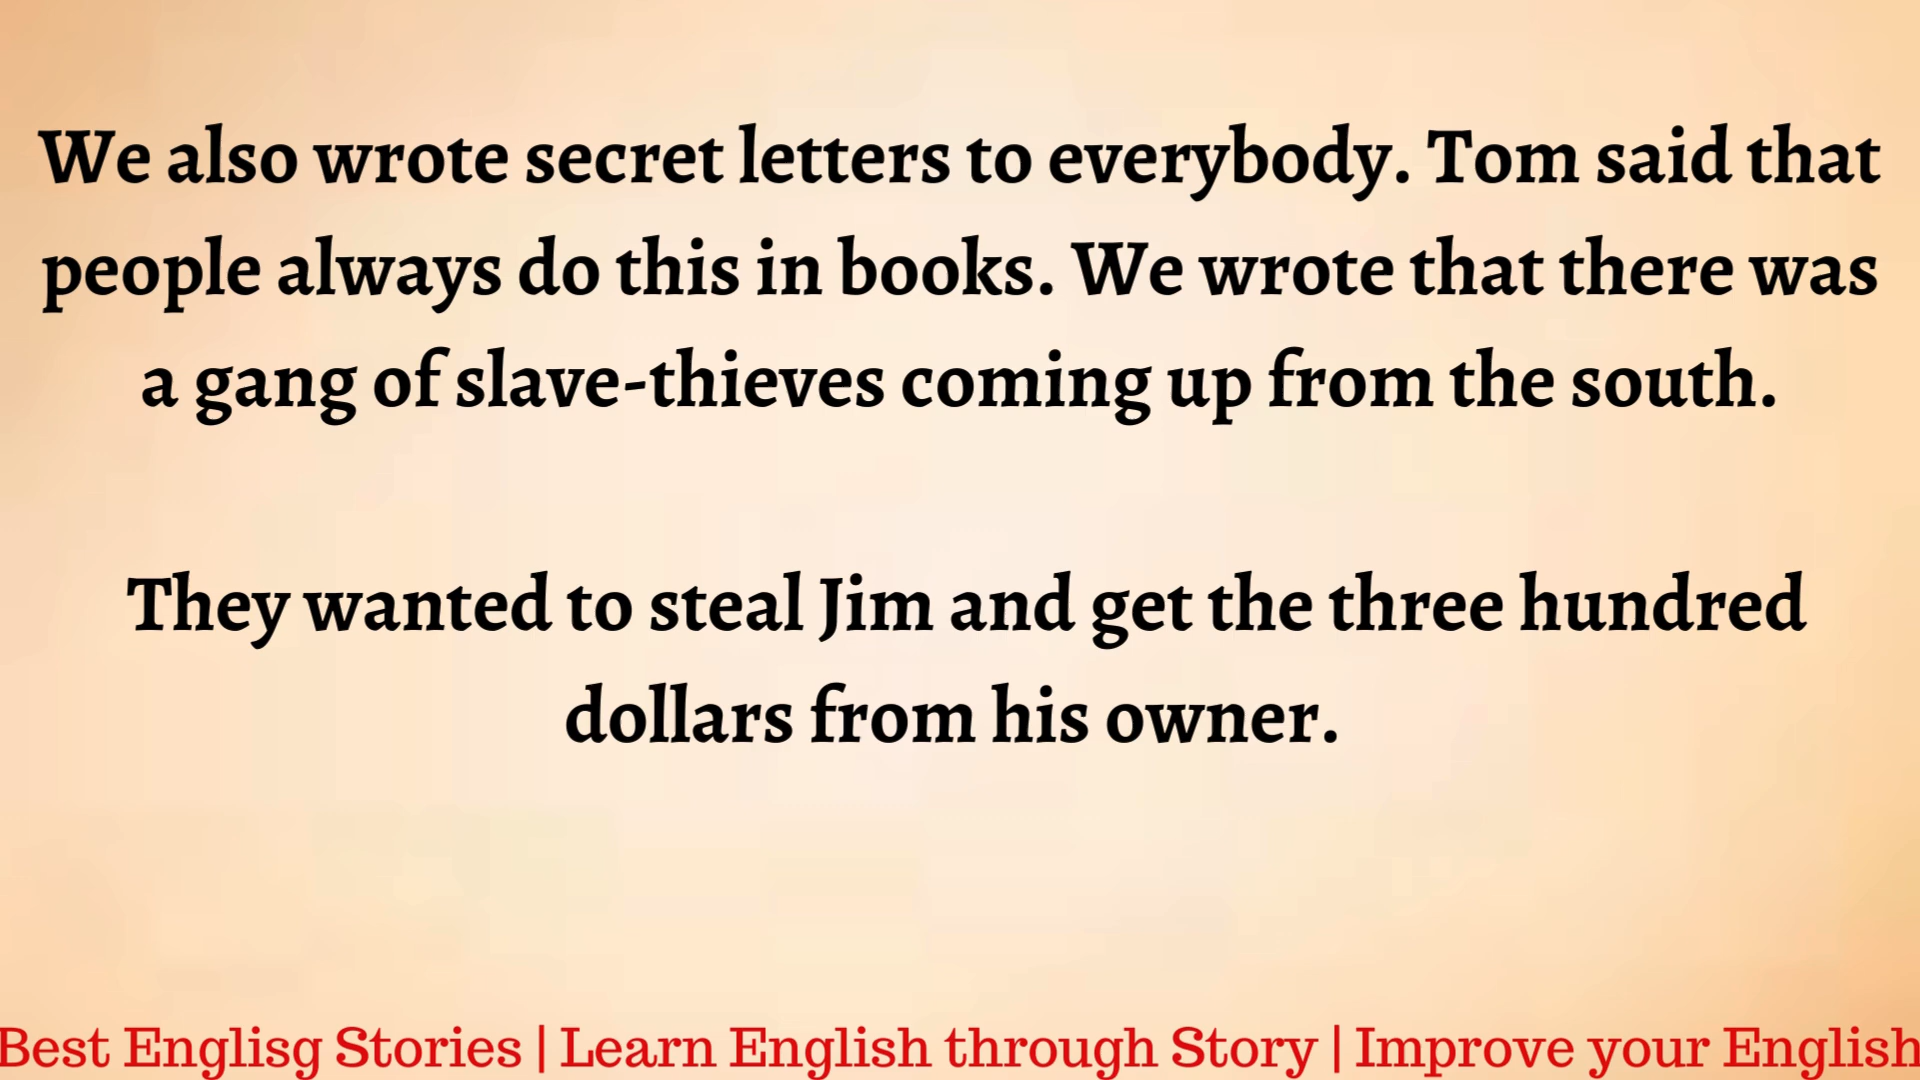 We also wrote secret letters to everybody. Tom said that
people always do this in books. We wrote that there was
a gang of slave-thieves coming up from the south.
They wanted to steal Jim and get the three hundred
dollars from his owner.
Best Englisg Stories | Learn English through Story | Improve your English